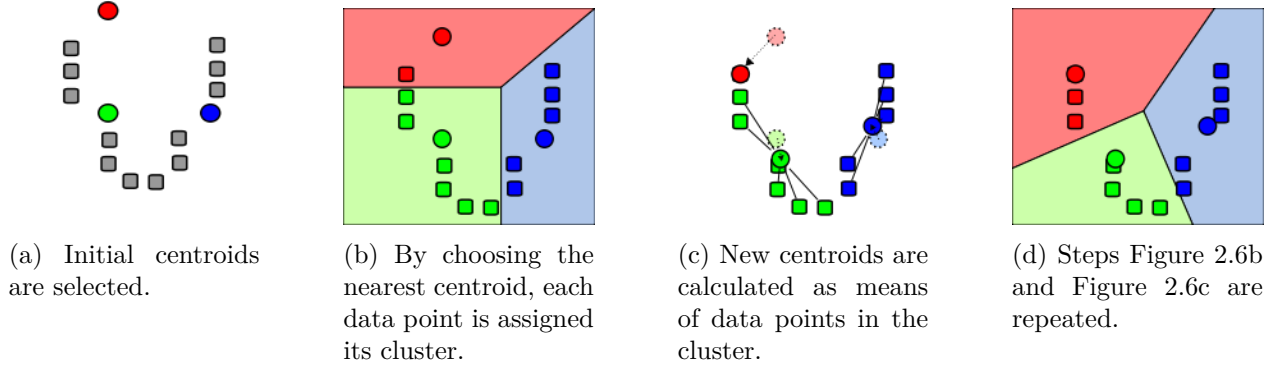 (a) Initial centroids
are selected.
(b) By choosing the
nearest centroid, each
data point is assigned
its cluster.
(c) New centroids are
calculated as means
of data points in the
cluster.
(d) Steps Figure 2.6b
and Figure 2.6c are
repeated.